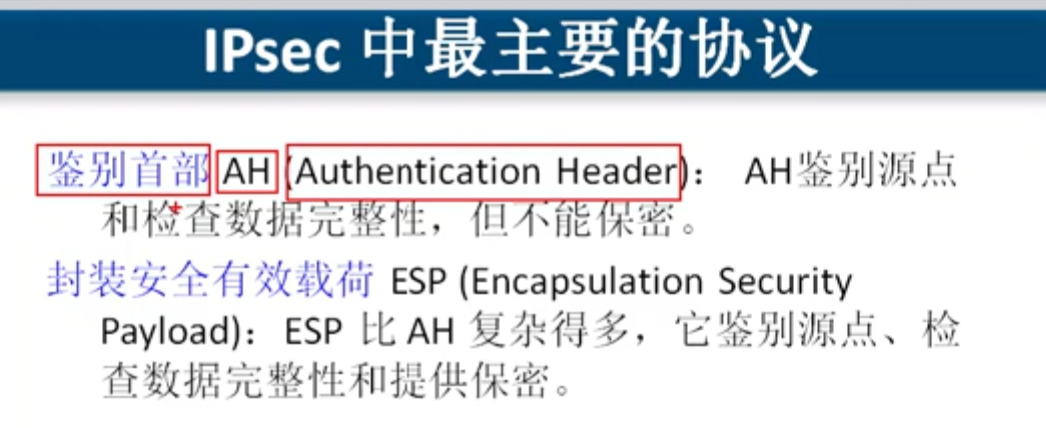 IPsec 中最主要的协议
鉴别首部 AH (Authentication Header)： AH鉴别源点
和检查数据完整性，但不能保密。
封装安全有效载荷 ESP (Encapsulation Security
Payload)：ESP 比 AH 复杂得多，它鉴别源点、检
查数据完整性和提供保密。